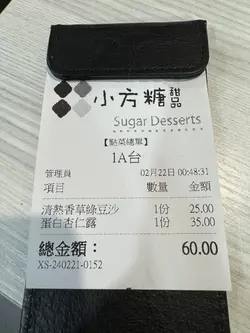 小方糖甜品
Sugar Desserts
【點菜總單】
1A台
管理員 02月22日 00:48:31
項目 數量 金額
清熱香草綠豆沙 1份 25.00
蛋白杏仁露 1份 35.00
總金額： 60.00
XS-240221-0152